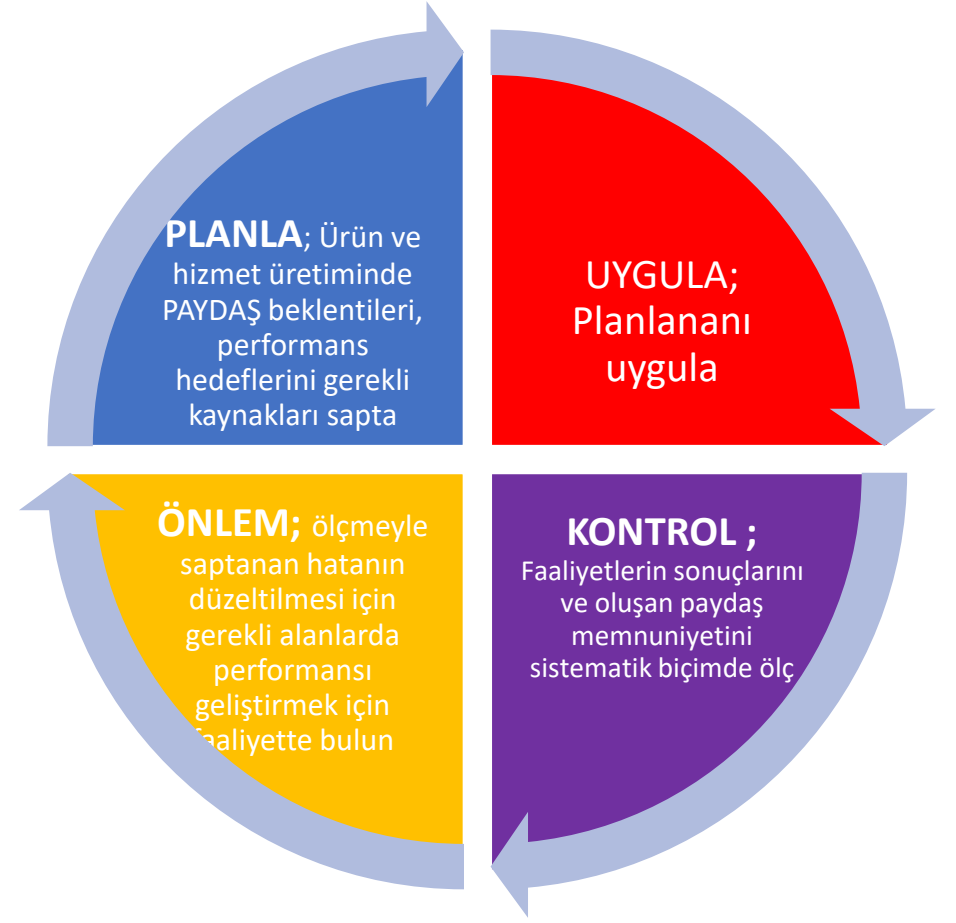 PLANLA; Ürün ve
hizmet üretiminde
PAYDAŞ beklentileri,
performans
hedeflerini gerekli
kaynakları sapta
UYGULA;
Planlananı
uygula
KONTROL ;
Faaliyetlerin sonuçlarını
ve oluşan paydaş
memnuniyetini
sistematik biçimde ölç
ÖNLEM; ölçmeyle
saptanan hatanın
düzeltilmesi için
gerekli alanlarda
performansı
geliştirmek için
faaliyette bulun